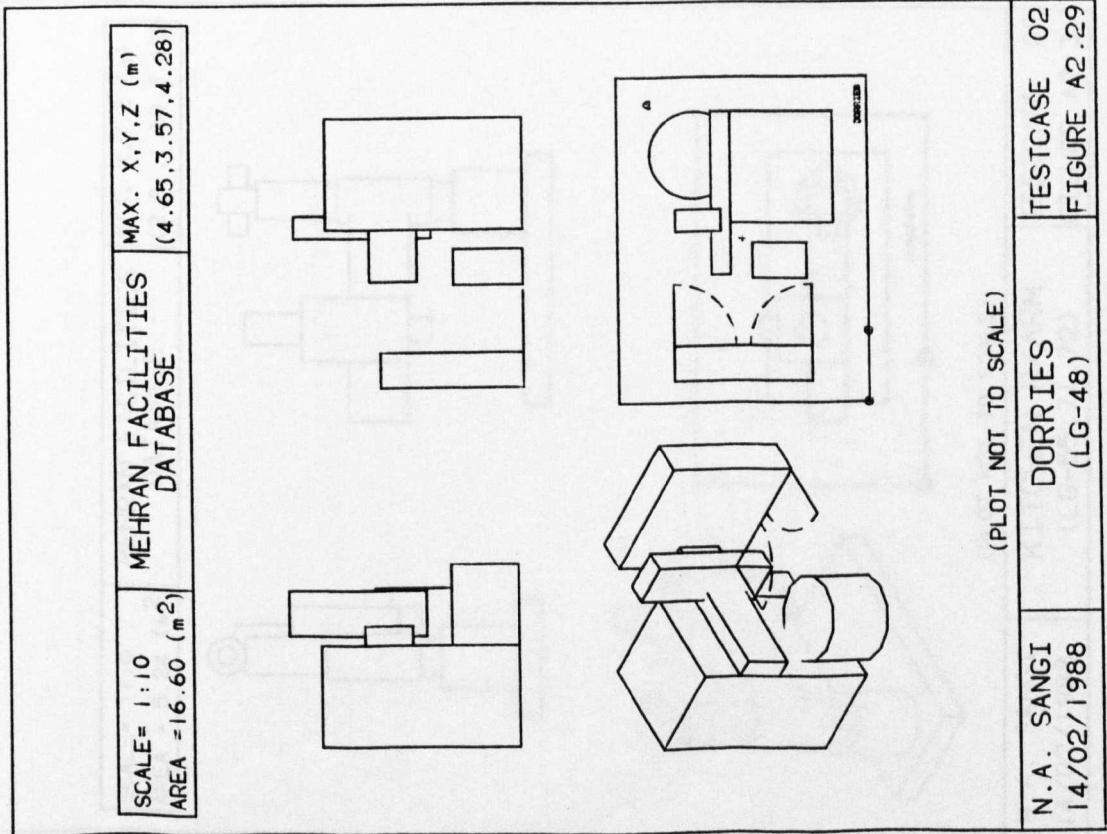 SCALE= 1:10
AREA =16.60 (m2)
MEHRAN FACILITIES
DATABASE
MAX. X,Y,Z (m)
(4.65,3.57,4.28)
DORRIES
(PLOT NOT TO SCALE)
N.A. SANGI
14/02/1988
DORRIES
(LG-48)
TESTCASE 02
FIGURE A2.29